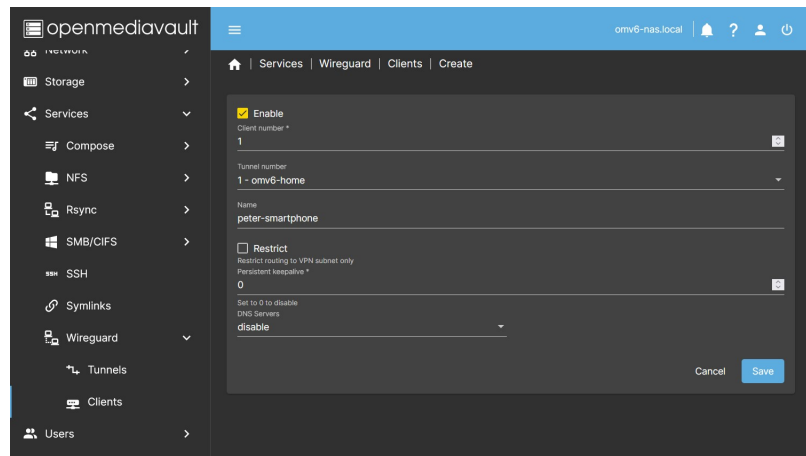 openmediavault
omv6-nas.local
Network
Storage
Services
Compose
NFS
Rsync
SMB/CIFS
SSH
SSH
Symlinks
Wireguard
Tunnels
Clients
Users
| Services | Wireguard | Clients | Create
Enable
Client number *
1
Tunnel number
1 - omv6-home
Name
peter-smartphone
Restrict
Restrict routing to VPN subnet only
Persistent keepalive *
0
Set to 0 to disable
DNS Servers
disable
Cancel
Save